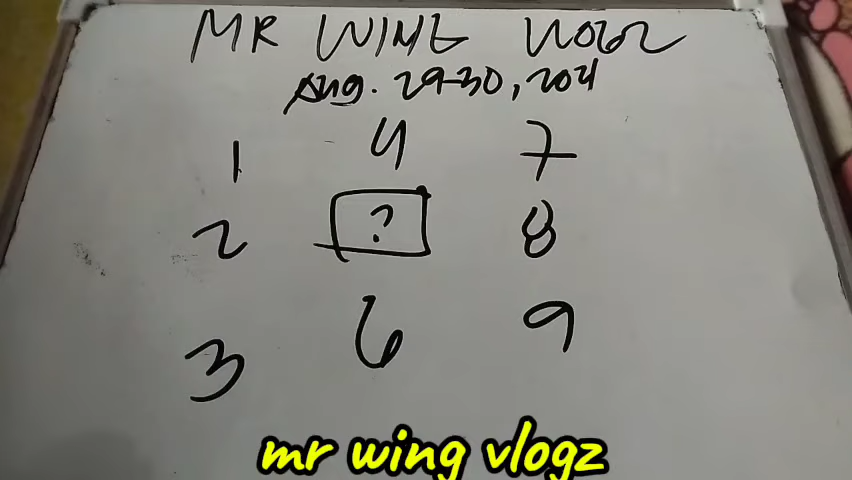 MR WING VLOGZ
Aug. 29-30, 2024
1 4 7
2 ? 8
3 6 9
mr wing vlogz